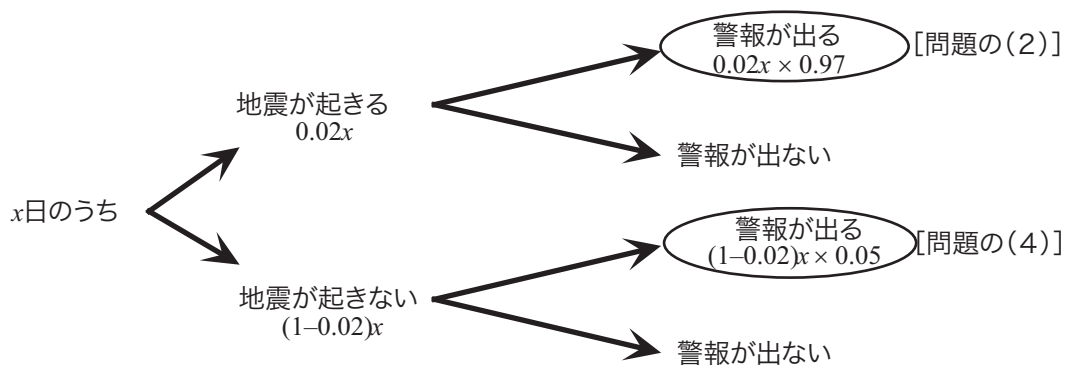 警報が出る
0.02x × 0.97
[問題の(2)]
地震が起きる
0.02x
警報が出ない
x日のうち
警報が出る
(1–0.02)x × 0.05
[問題の(4)]
地震が起きない
(1–0.02)x
警報が出ない